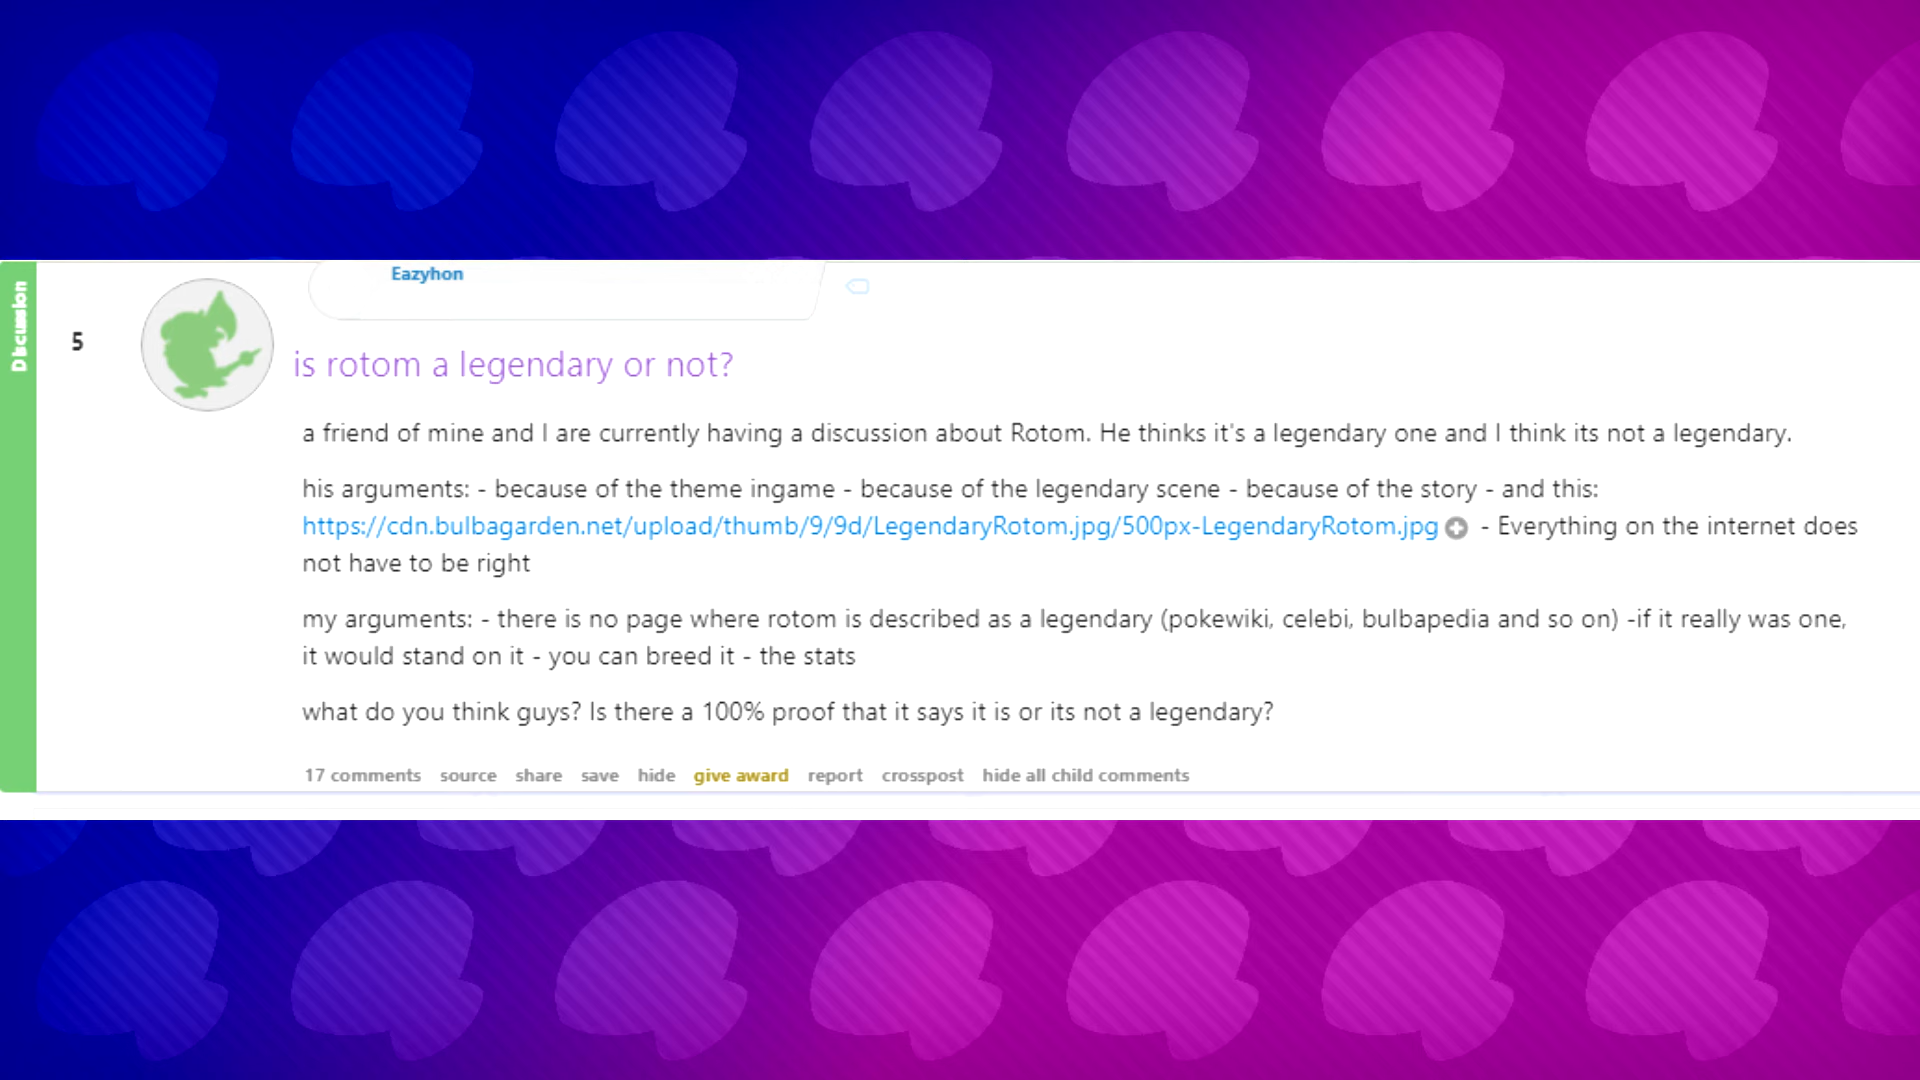 Discussion
Eazyhon
5
is rotom a legendary or not?
a friend of mine and I are currently having a discussion about Rotom. He thinks it's a legendary one and I think its not a legendary.
his arguments: - because of the theme ingame - because of the legendary scene - because of the story - and this:
https://cdn.bulbagarden.net/upload/thumb/9/9d/LegendaryRotom.jpg/500px-LegendaryRotom.jpg - Everything on the internet does
not have to be right
my arguments: - there is no page where rotom is described as a legendary (pokewiki, celebi, bulbapedia and so on) -if it really was one,
it would stand on it - you can breed it - the stats
what do you think guys? Is there a 100% proof that it says it is or its not a legendary?
17 comments source share save hide give award report crosspost hide all child comments